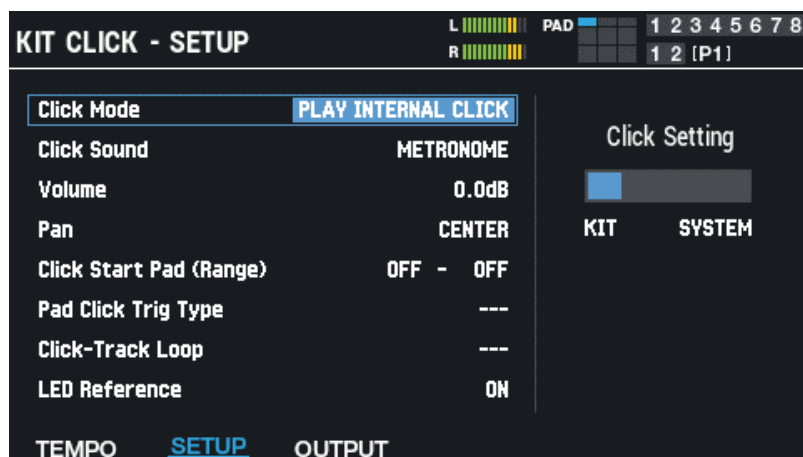 KIT CLICK - SETUP
L
R
PAD
1 2 3 4 5 6 7 8
1 2 [P1]
Click Mode PLAY INTERNAL CLICK
Click Sound METRONOME
Volume 0.0dB
Pan CENTER
Click Start Pad (Range) OFF - OFF
Pad Click Trig Type ---
Click-Track Loop ---
LED Reference ON
Click Setting
KIT SYSTEM
TEMPO SETUP OUTPUT